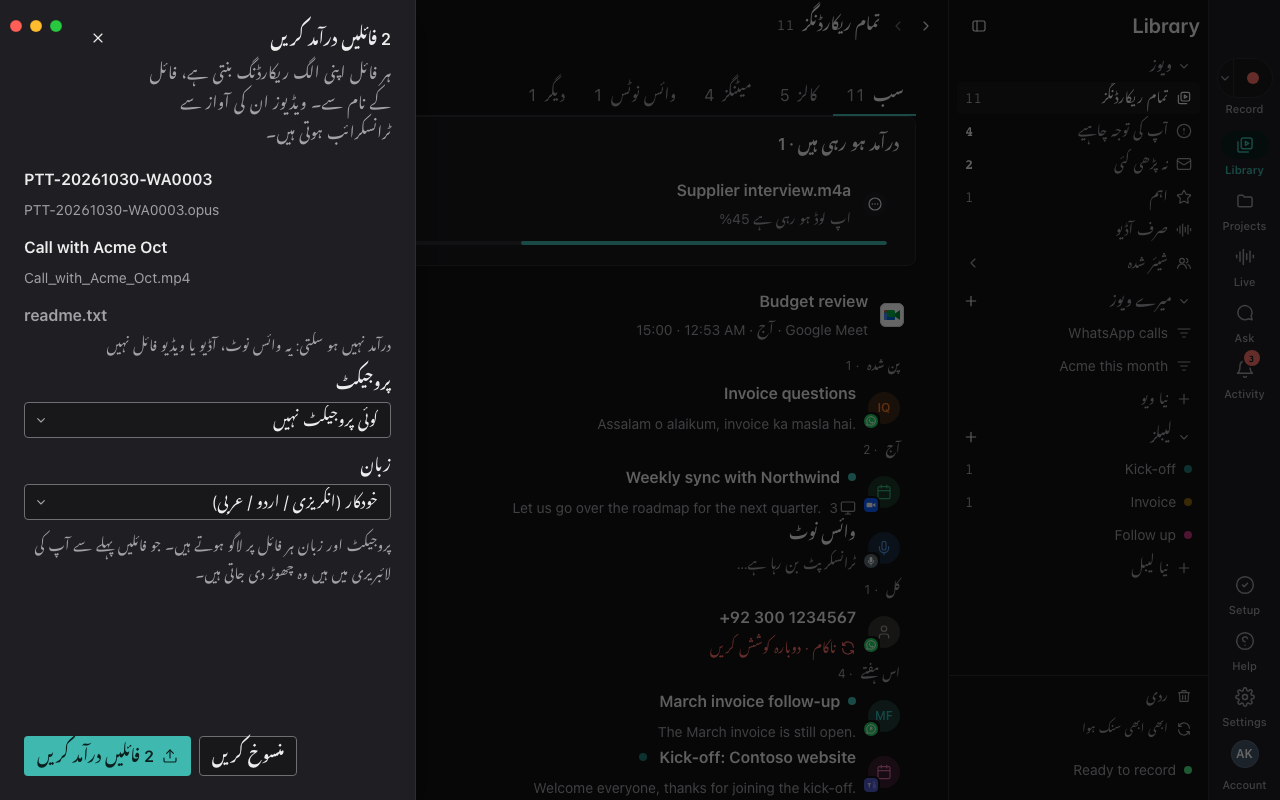 2 فائلیں درآمد کریں
ہر فائل اپنی الگ ریکارڈنگ بنتی ہے، فائل
کے نام سے۔ ویڈیوز ان کی آواز سے
ٹرانسکرائب ہوتی ہیں۔
PTT-20261030-WA0003
PTT-20261030-WA0003.opus
Call with Acme Oct
Call_with_Acme_Oct.mp4
readme.txt
درآمد نہیں ہو سکتی: یہ وائس نوٹ، آڈیو یا ویڈیو فائل نہیں
پروجیکٹ
کوئی پروجیکٹ نہیں
زبان
خودکار (انگریزی / اردو / عربی)
پروجیکٹ اور زبان ہر فائل پر لاگو ہوتے ہیں۔ جو فائلیں پہلے سے آپ کی
لائبریری میں ہیں وہ چھوڑ دی جاتی ہیں۔
منسوخ کریں
2 فائلیں درآمد کریں
تمام ریکارڈنگز 11
سب 11
کالز 5
میٹنگز 4
وائس نوٹس 1
دیگر 1
درآمد ہو رہی ہیں · 1
Supplier interview.m4a
اپ لوڈ ہو رہی ہے 45%
Budget review
15:00 · 12:53 AM · آج · Google Meet
پن شدہ · 1
Invoice questions
IQ
Assalam o alaikum, invoice ka masla hai.
آج · 2
Weekly sync with Northwind
Let us go over the roadmap for the next quarter. 3
وائس نوٹ
ٹرانسکرپٹ بن رہا ہے...
کل · 1
+92 300 1234567
ناکام · دوبارہ کوشش کریں
اس ہفتے · 4
March invoice follow-up
MF
The March invoice is still open.
Kick-off: Contoso website
Welcome everyone, thanks for joining the kick-off.
Library
ویوز
تمام ریکارڈنگز 11
آپ کی توجہ چاہیے 4
نہ پڑھی گئی 2
اہم 1
صرف آڈیو
شیئر شدہ
میرے ویوز
WhatsApp calls
Acme this month
نیا ویو
لیبلز
Kick-off 1
Invoice 1
Follow up
نیا لیبل
ردی
ابھی ابھی سنک ہوا
Ready to record
Record
Library
Projects
Live
Ask
3
Activity
Setup
Help
Settings
AK
Account